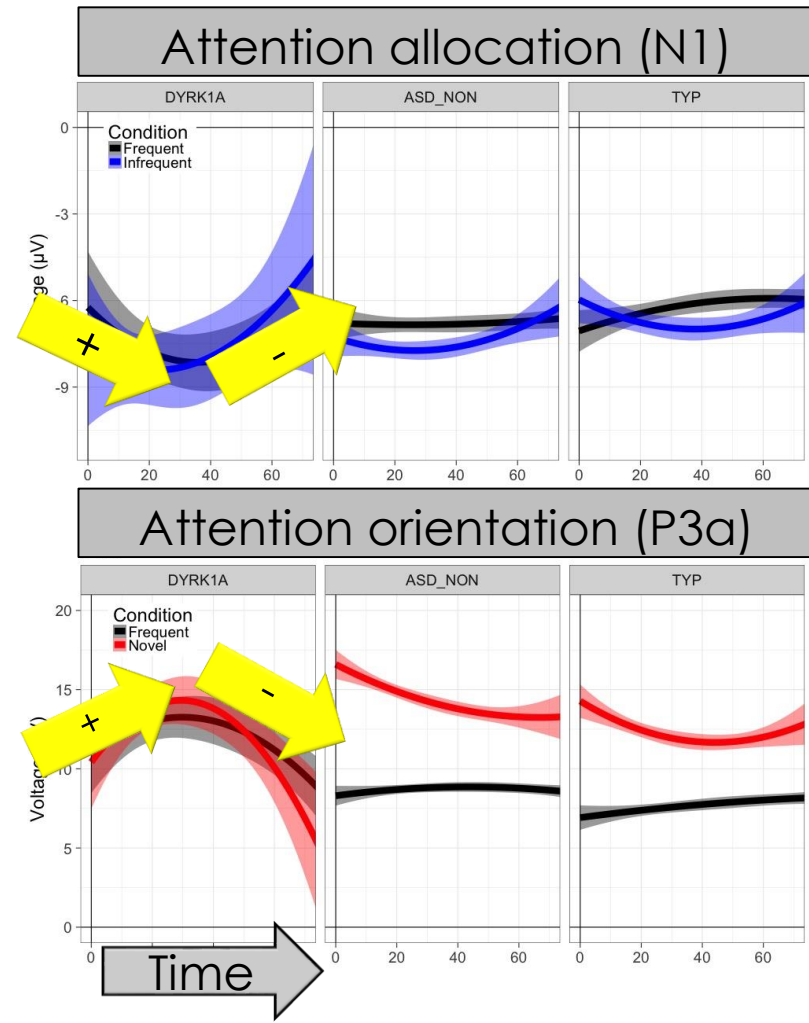 Attention allocation (N1)
DYRK1A ASD_NON TYP
Condition
Frequent
Infrequent
0
-3
-6
-9
(µV)
+
-
0 20 40 60 0 20 40 60 0 20 40 60
Attention orientation (P3a)
DYRK1A ASD_NON TYP
Condition
Frequent
Novel
20
15
10
5
0
+
-
0 0 20 40 60 0 20 40 60
Time